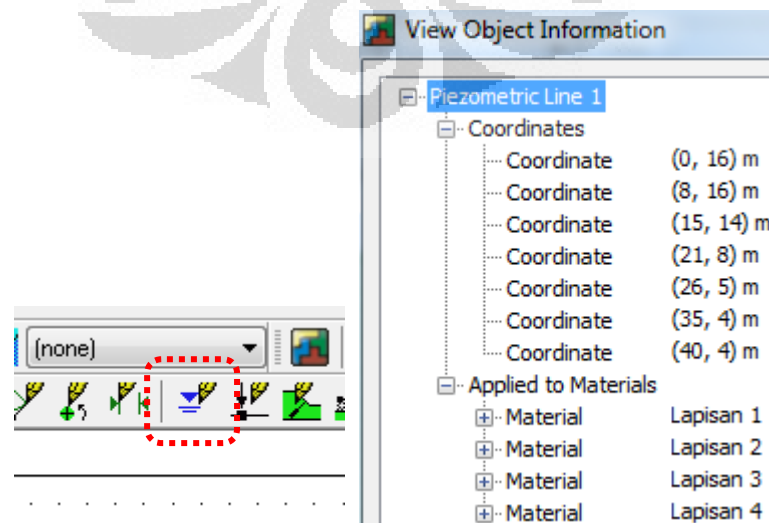 View Object Information
Piezometric Line 1
Coordinates
Coordinate (0, 16) m
Coordinate (8, 16) m
Coordinate (15, 14) m
Coordinate (21, 8) m
Coordinate (26, 5) m
Coordinate (35, 4) m
Coordinate (40, 4) m
Applied to Materials
Material Lapisan 1
Material Lapisan 2
Material Lapisan 3
Material Lapisan 4
(none)